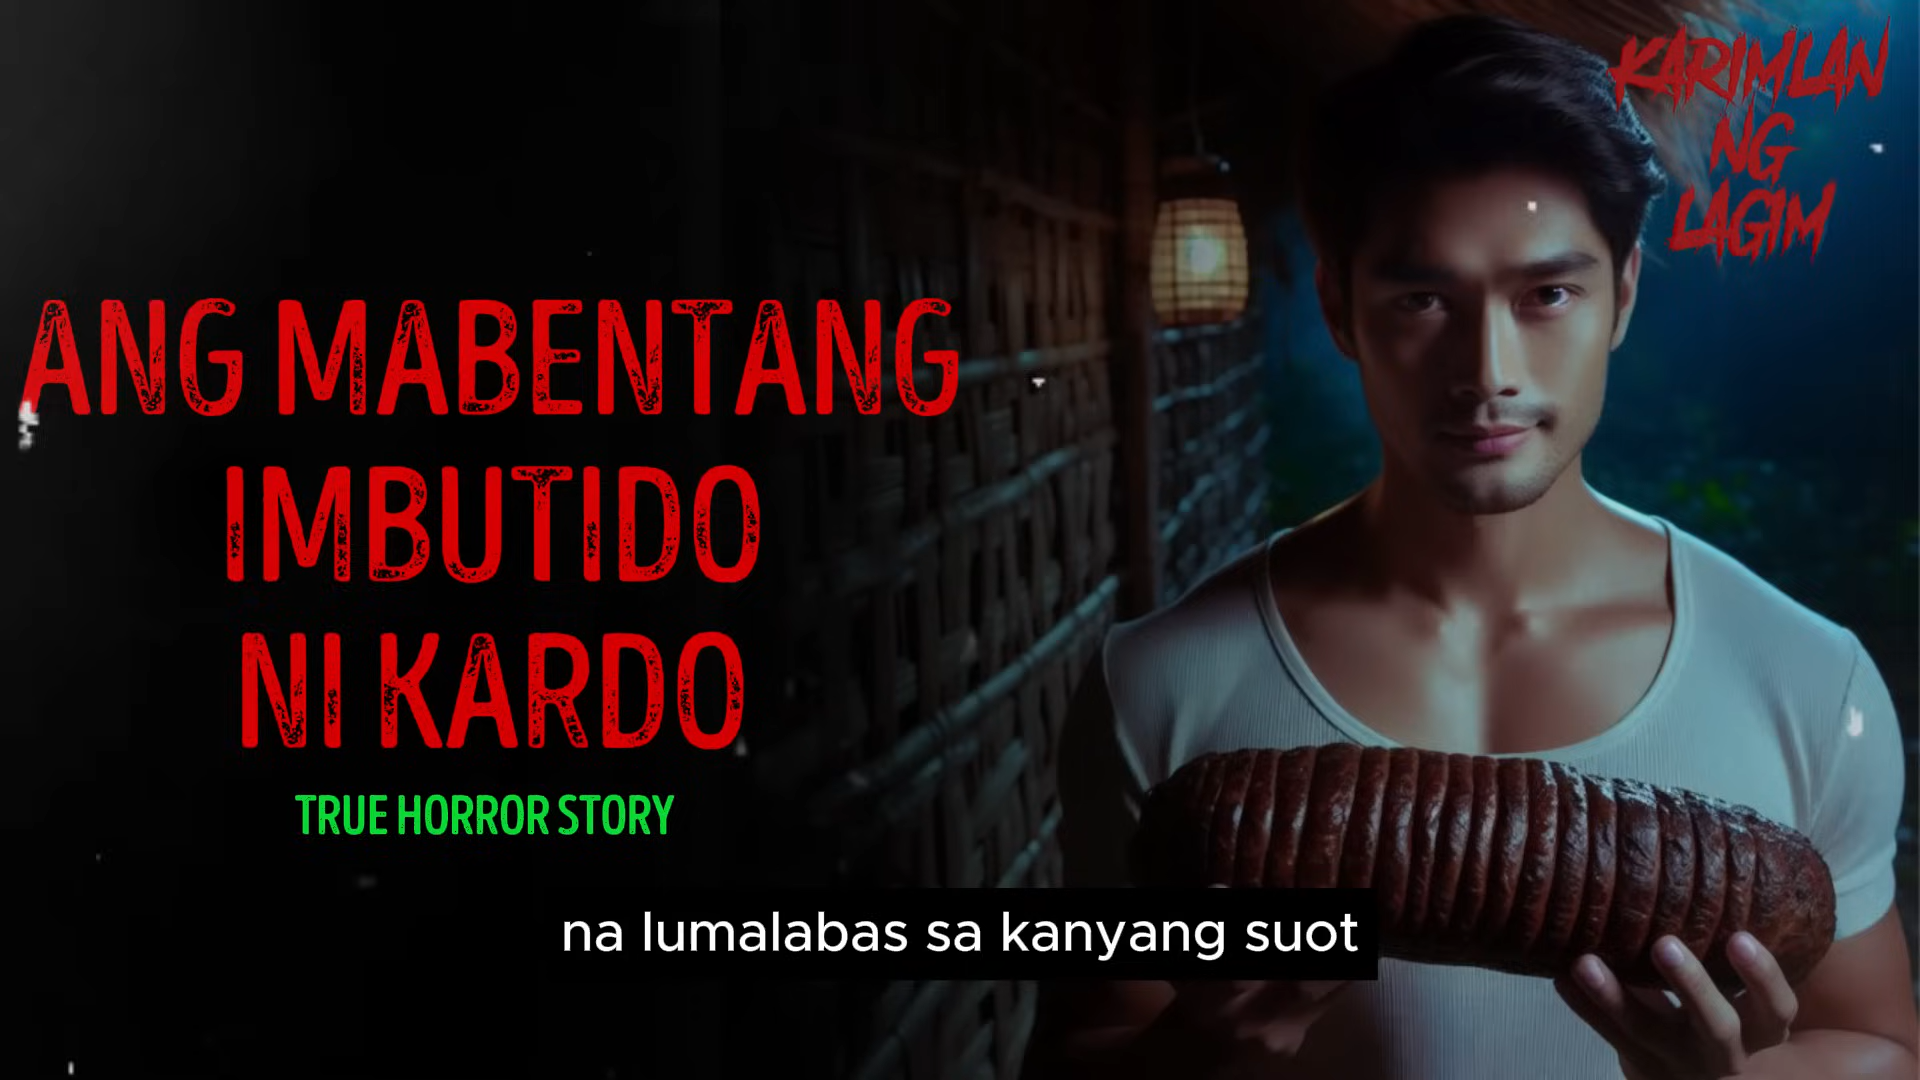 KARIMLAN
NG
LAGIM
ANG MABENTANG
IMBUTIDO
NI KARDO
TRUE HORROR STORY
na lumalabas sa kanyang suot